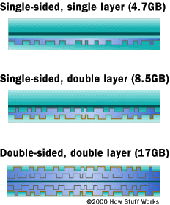 Single-sided, single layer (4.7GB)
Single-sided, double layer (8.5GB)
Double-sided, double layer (17GB)
©2000 How Stuff Works